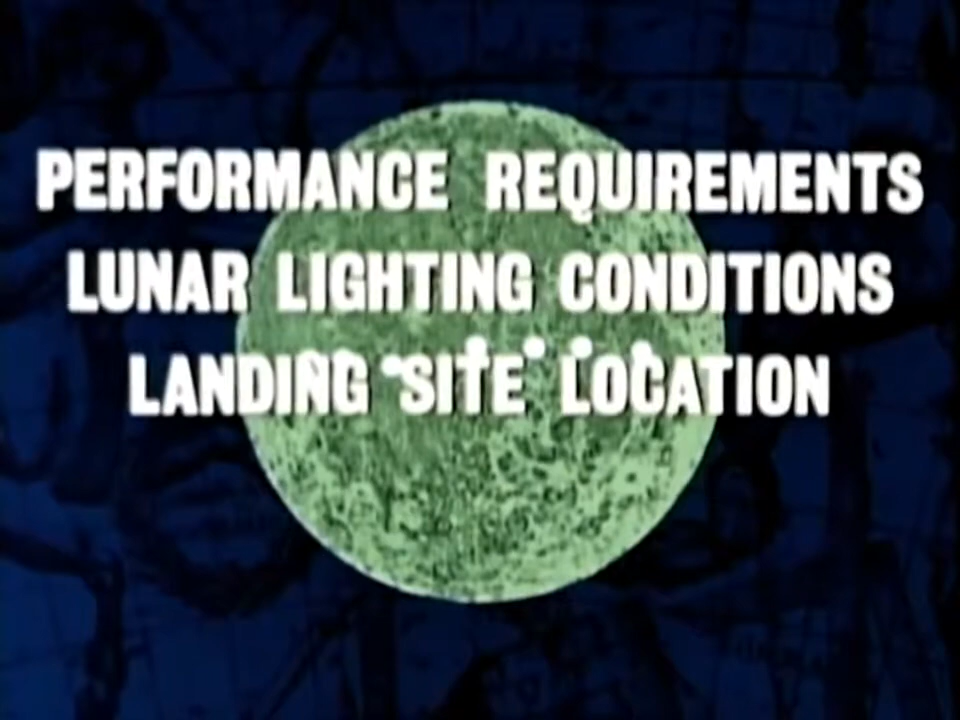 PERFORMANCE REQUIREMENTS
LUNAR LIGHTING CONDITIONS
LANDING SITE LOCATION